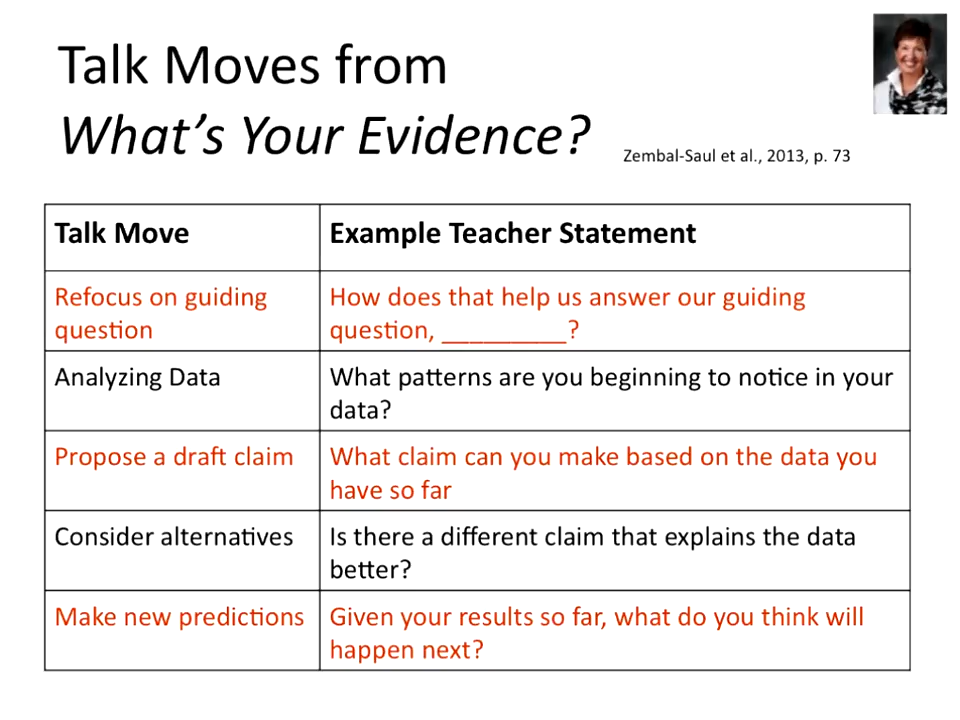 Talk Moves from
What's Your Evidence?
Zembal-Saul et al., 2013, p. 73
Talk Move
Example Teacher Statement
Refocus on guiding
question
How does that help us answer our guiding
question, _________?
Analyzing Data
What patterns are you beginning to notice in your
data?
Propose a draft claim
What claim can you make based on the data you
have so far
Consider alternatives
Is there a different claim that explains the data
better?
Make new predictions
Given your results so far, what do you think will
happen next?